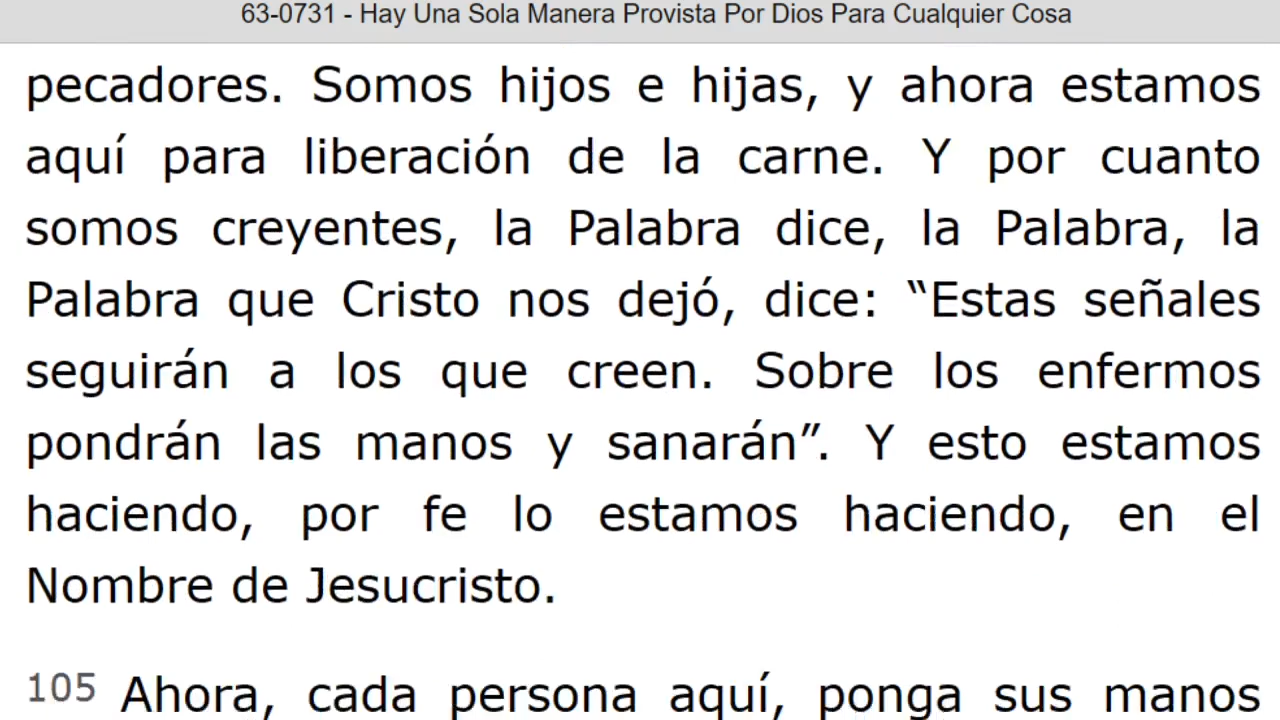 63-0731 - Hay Una Sola Manera Provista Por Dios Para Cualquier Cosa
pecadores. Somos hijos e hijas, y ahora estamos
aquí para liberación de la carne. Y por cuanto
somos creyentes, la Palabra dice, la Palabra, la
Palabra que Cristo nos dejó, dice: “Estas señales
seguirán a los que creen. Sobre los enfermos
pondrán las manos y sanarán”. Y esto estamos
haciendo, por fe lo estamos haciendo, en el
Nombre de Jesucristo.
105 Ahora, cada persona aquí, ponga sus manos